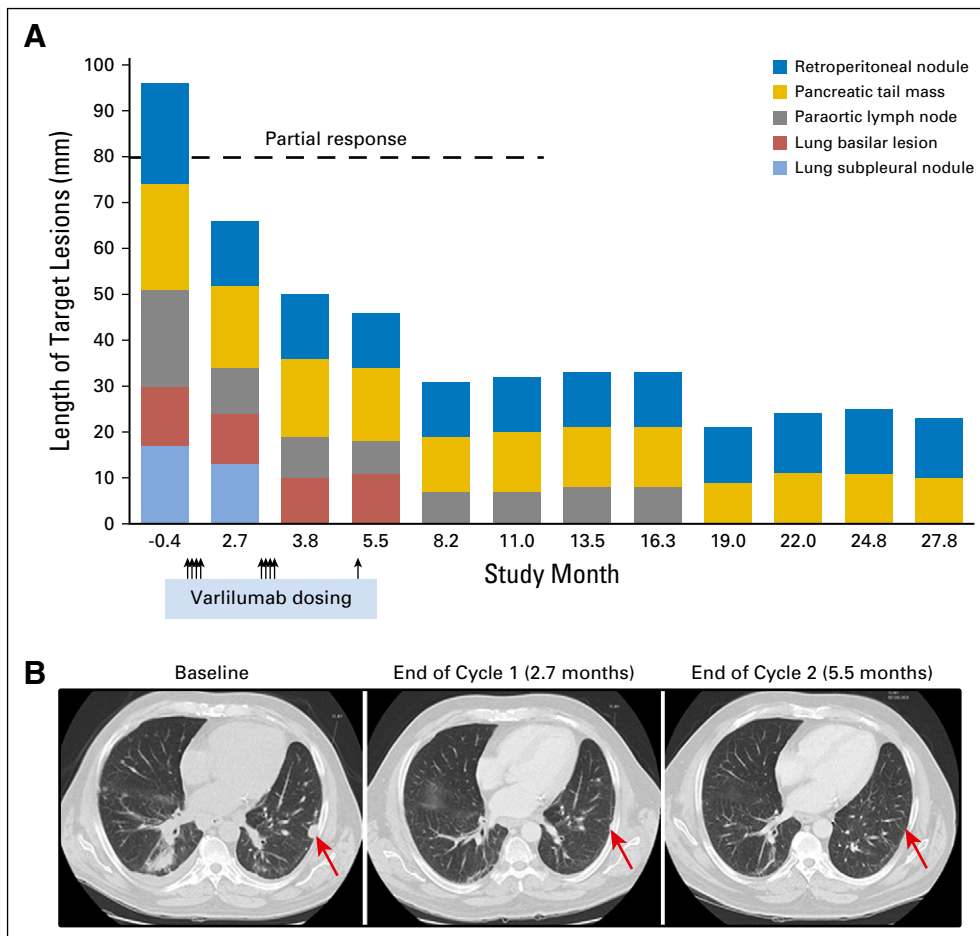 A
Length of Target Lesions (mm)
100
90
80
70
60
50
40
30
20
10
0
Partial response
Retroperitoneal nodule
Pancreatic tail mass
Paraortic lymph node
Lung basilar lesion
Lung subpleural nodule
-0.4 2.7 3.8 5.5 8.2 11.0 13.5 16.3 19.0 22.0 24.8 27.8
Study Month
Varlilumab dosing
B
Baseline End of Cycle 1 (2.7 months) End of Cycle 2 (5.5 months)